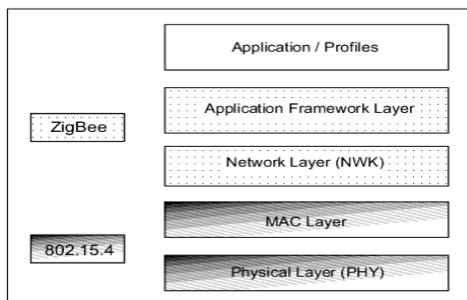 Application / Profiles
Application Framework Layer
ZigBee
Network Layer (NWK)
MAC Layer
802.15.4
Physical Layer (PHY)